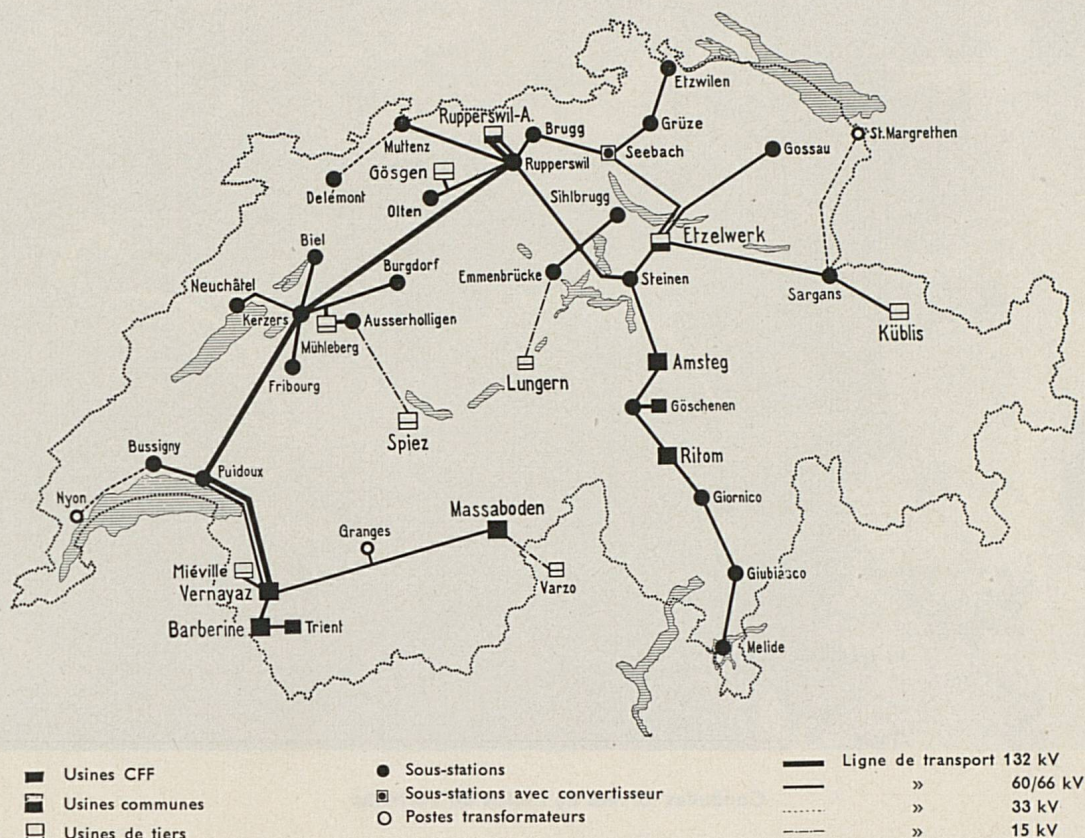 Etzwilen
Rupperswil-A.
Brugg
Grüze
St.Margrethen
Muttenz
Rupperswil
Seebach
Gossau
Gösgen
Delémont
Olten
Sihlbrugg
Biel
Etzelwerk
Burgdorf
Emmenbrücke
Steinen
Neuchâtel
Sargans
Kerzers
Ausserholligen
Küblis
Mühleberg
Amsteg
Fribourg
Lungern
Göschenen
Spiez
Bussigny
Ritom
Puidoux
Nyon
Giornico
Massaboden
Granges
Miéville
Giubiasco
Vernayaz
Varzo
Barberine
Trient
Melide
Usines CFF
Usines communes
Usines de tiers
Sous-stations
Sous-stations avec convertisseur
Postes transformateurs
Ligne de transport 132 kV
» 60/66 kV
» 33 kV
» 15 kV